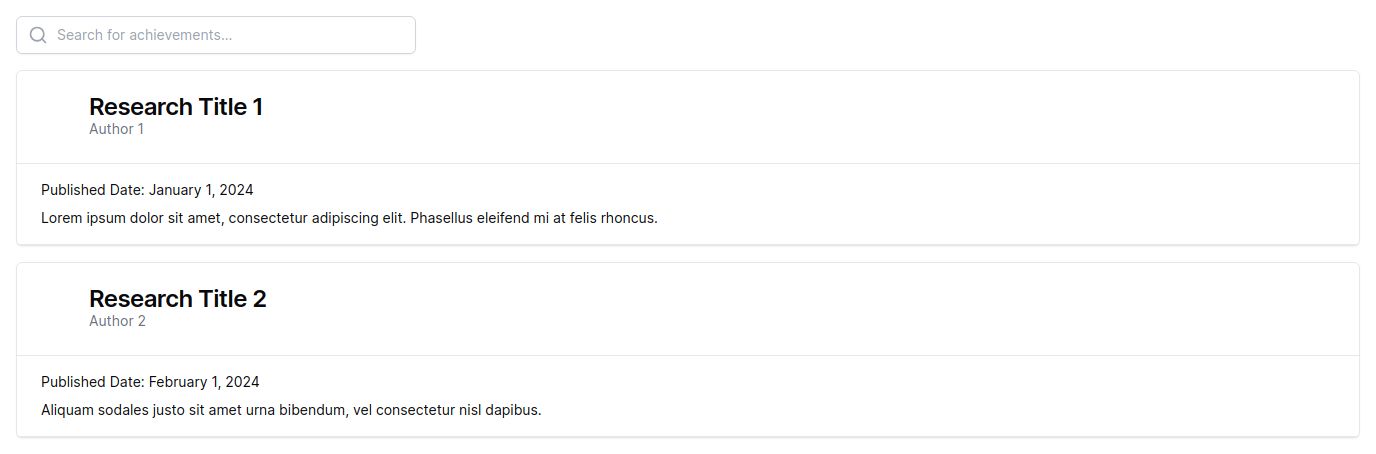 Search for achievements...
Research Title 1
Author 1
Published Date: January 1, 2024
Lorem ipsum dolor sit amet, consectetur adipiscing elit. Phasellus eleifend mi at felis rhoncus.
Research Title 2
Author 2
Published Date: February 1, 2024
Aliquam sodales justo sit amet urna bibendum, vel consectetur nisl dapibus.